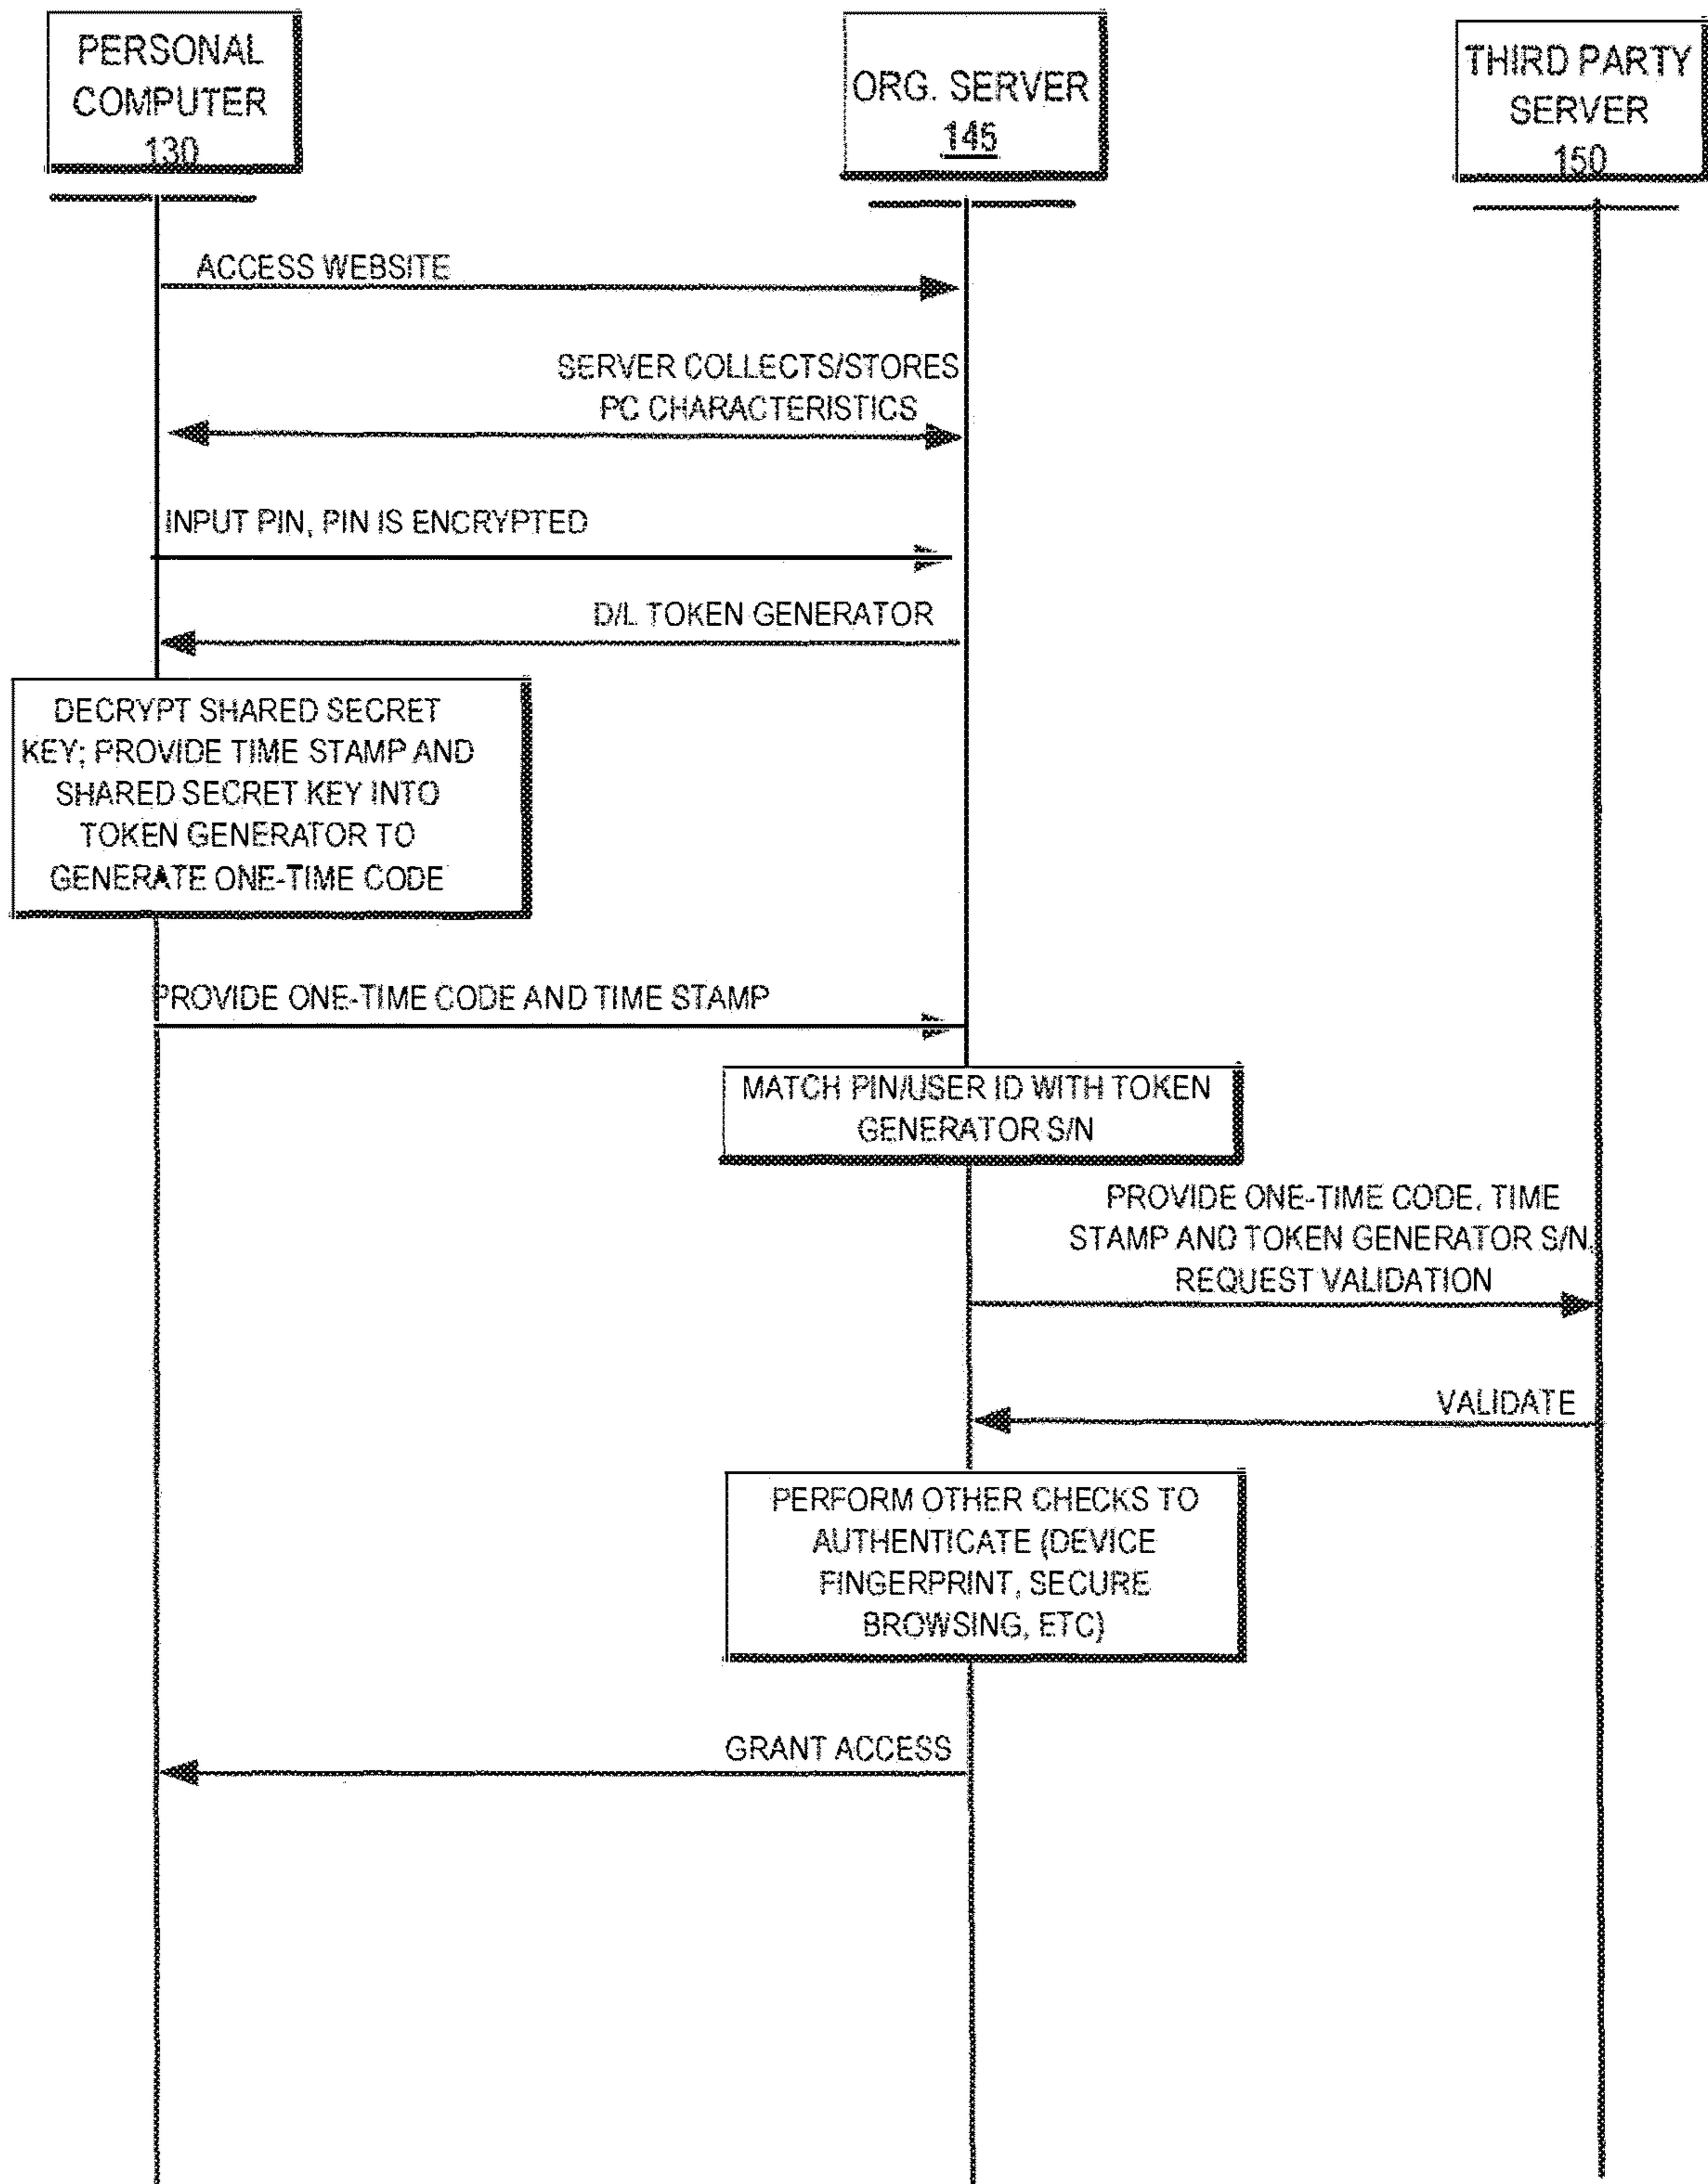 PERSONAL
COMPUTER
130
ORG. SERVER
145
THIRD PARTY
SERVER
150
ACCESS WEBSITE
SERVER COLLECTS/STORES
PC CHARACTERISTICS
INPUT PIN, PIN IS ENCRYPTED
D/L TOKEN GENERATOR
DECRYPT SHARED SECRET
KEY; PROVIDE TIME STAMP AND
SHARED SECRET KEY INTO
TOKEN GENERATOR TO
GENERATE ONE-TIME CODE
PROVIDE ONE-TIME CODE AND TIME STAMP
MATCH PIN/USER ID WITH TOKEN
GENERATOR S/N
PROVIDE ONE-TIME CODE, TIME
STAMP AND TOKEN GENERATOR S/N.
REQUEST VALIDATION
VALIDATE
PERFORM OTHER CHECKS TO
AUTHENTICATE (DEVICE
FINGERPRINT, SECURE
BROWSING, ETC)
GRANT ACCESS